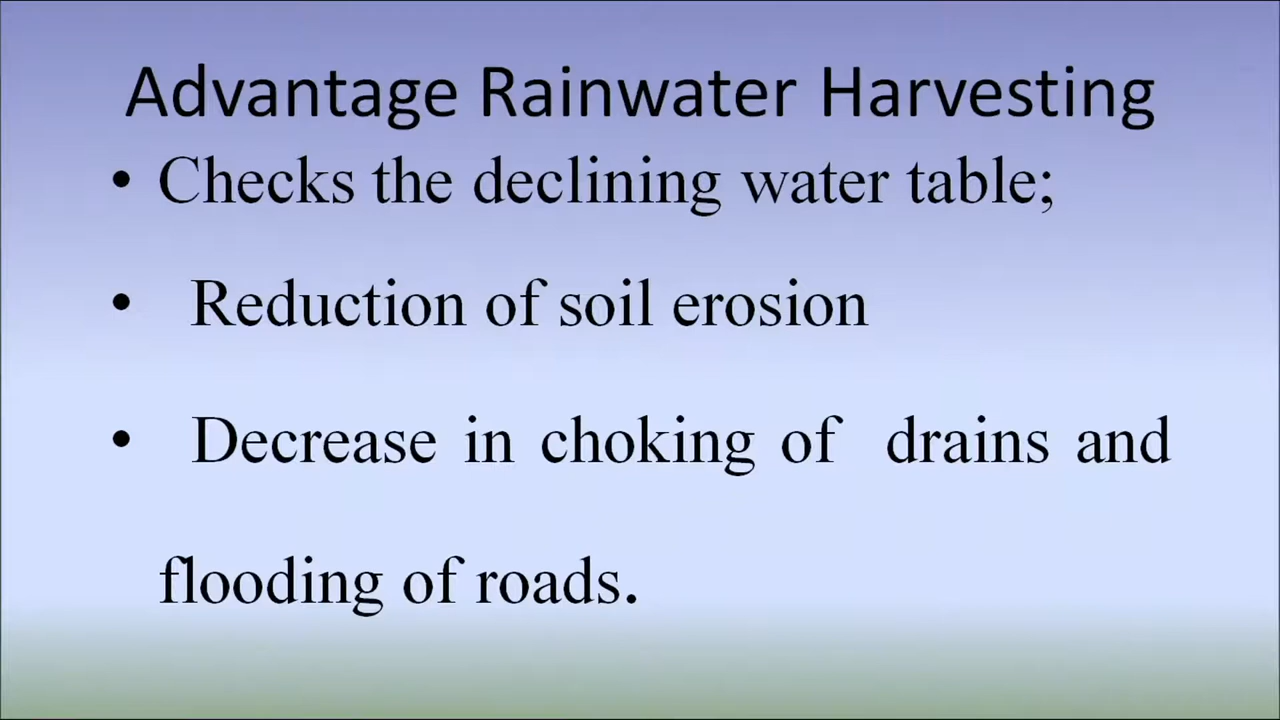 Advantage Rainwater Harvesting
• Checks the declining water table;
• Reduction of soil erosion
• Decrease in choking of drains and
flooding of roads.